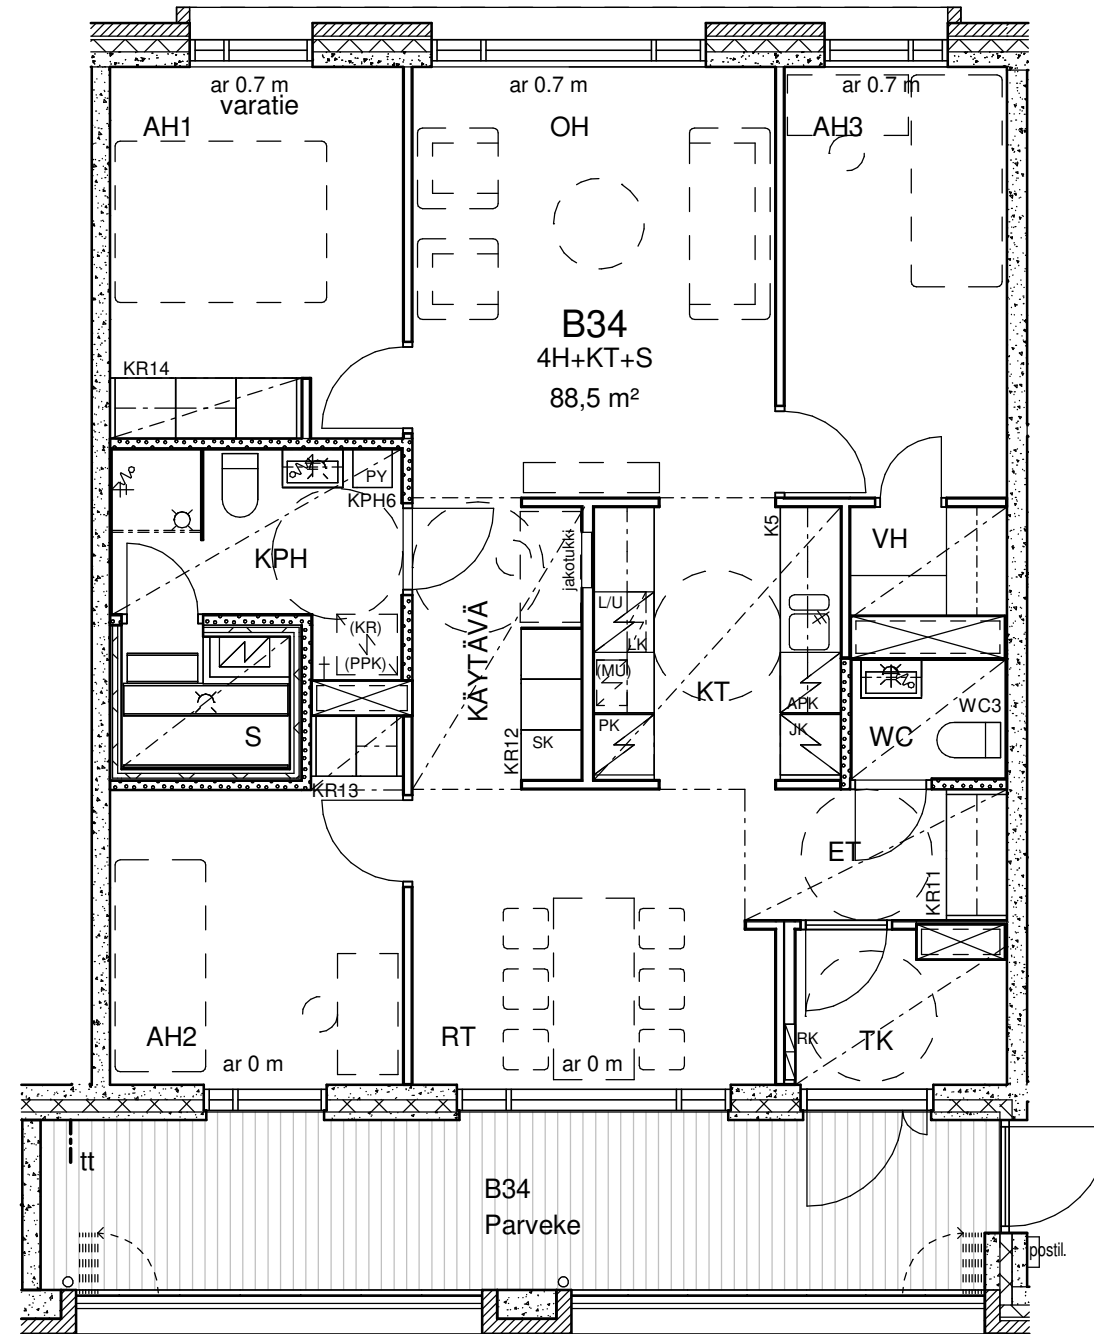 ar 0.7 m
varatie
AH1
ar 0.7 m
OH
ar 0.7 m
AH3
B34
4H+KT+S
88,5 m²
KR14
PY
KPH6
KPH
jakotukki
K5
VH
L/U
LK
(KR)
(PPK)
(MU)
KÄYTÄVÄ
KT
APK
WC3
S
KR12
SK
PK
JK
WC
KR13
ET
KR11
AH2
ar 0 m
RT
ar 0 m
RK
TK
tt
B34
Parveke
postil.